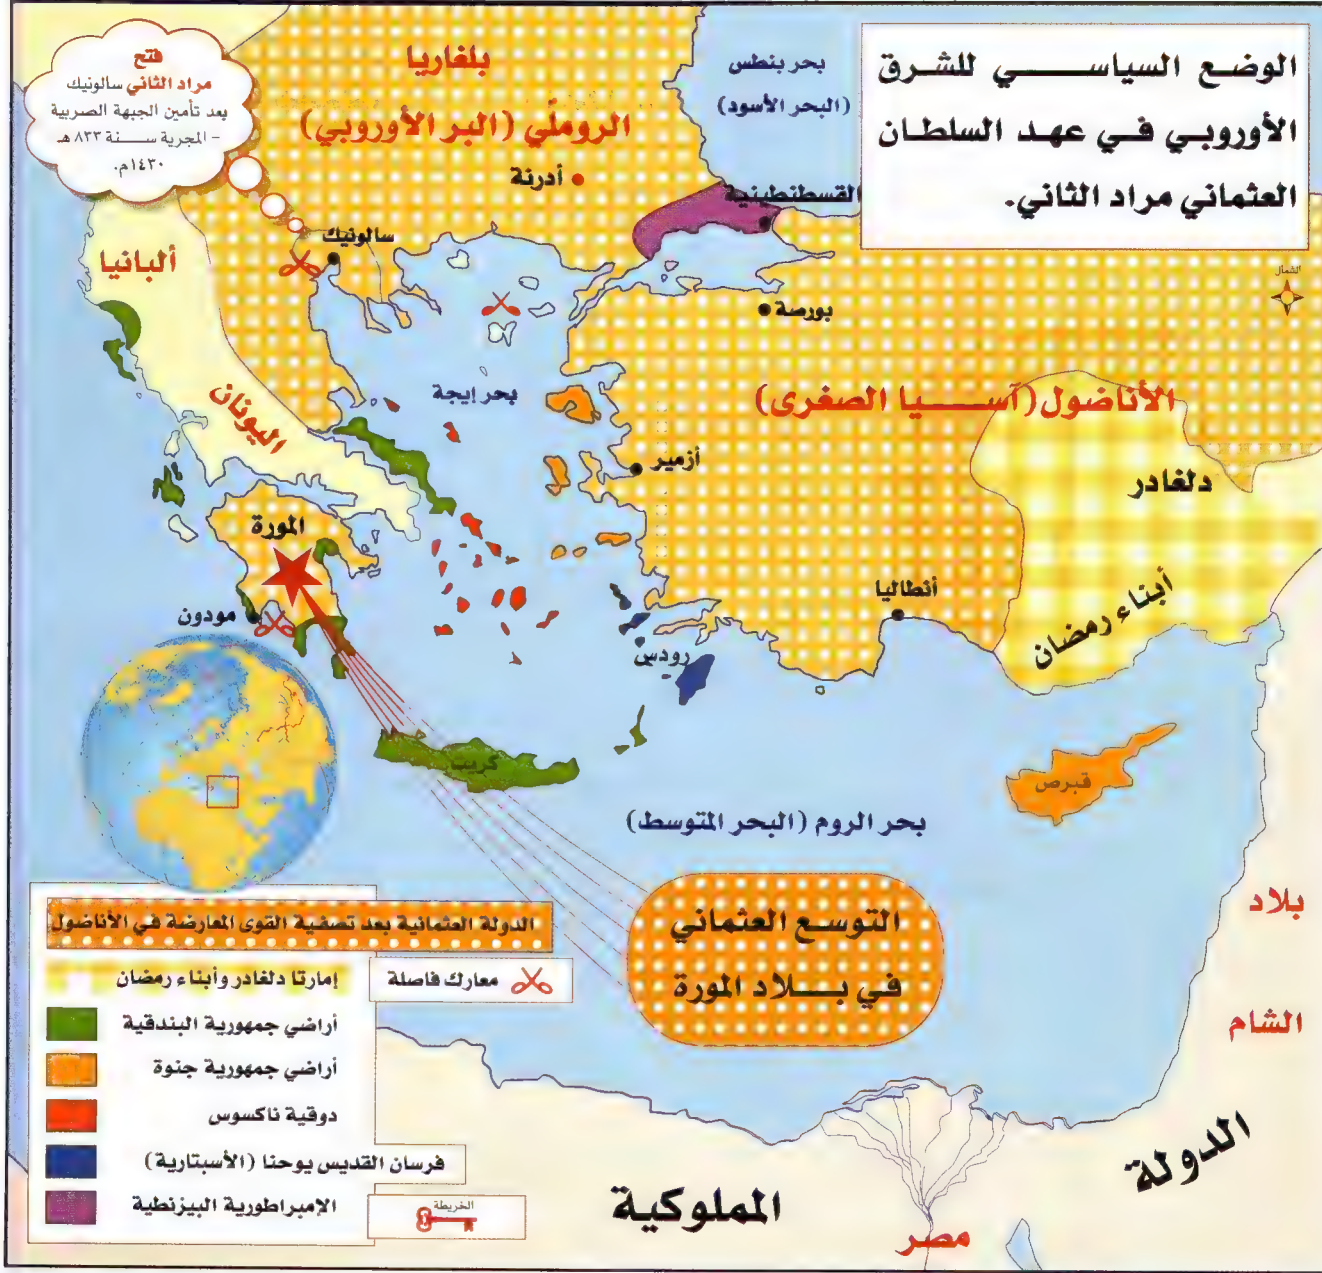 الوضع السياسي للشرق
الأوروبي في عهد السلطان
العثماني مراد الثاني.
فتح
مراد الثاني سالونيك
بعد تأمين الجبهة الصربية
- المجرية سنة ٨٣٣هـ
١٤٣٠م.
بلغاريا
بحر بنطس
(البحر الأسود)
الروملّي (البر الأوروبي)
أدرنة
القسطنطينية
سالونيك
ألبانيا
الشمال
بورصة
بحر إيجة
الأناضول (آسيا الصغرى)
اليونان
أزمير
دلغادر
المورة
أنطاليا
أبناء رمضان
مودون
رودس
كريت
قبرص
بحر الروم (البحر المتوسط)
التوسع العثماني
في بلاد المورة
بلاد
الشام
الدولة
المملوكية
مصر
الدولة العثمانية بعد تصفية القوى المعارضة في الأناضول
إمارتا دلغادر وأبناء رمضان
معارك فاصلة
أراضي جمهورية البندقية
أراضي جمهورية جنوة
دوقية ناكسوس
فرسان القديس يوحنا (الأسبتارية)
الإمبراطورية البيزنطية
الخريطة